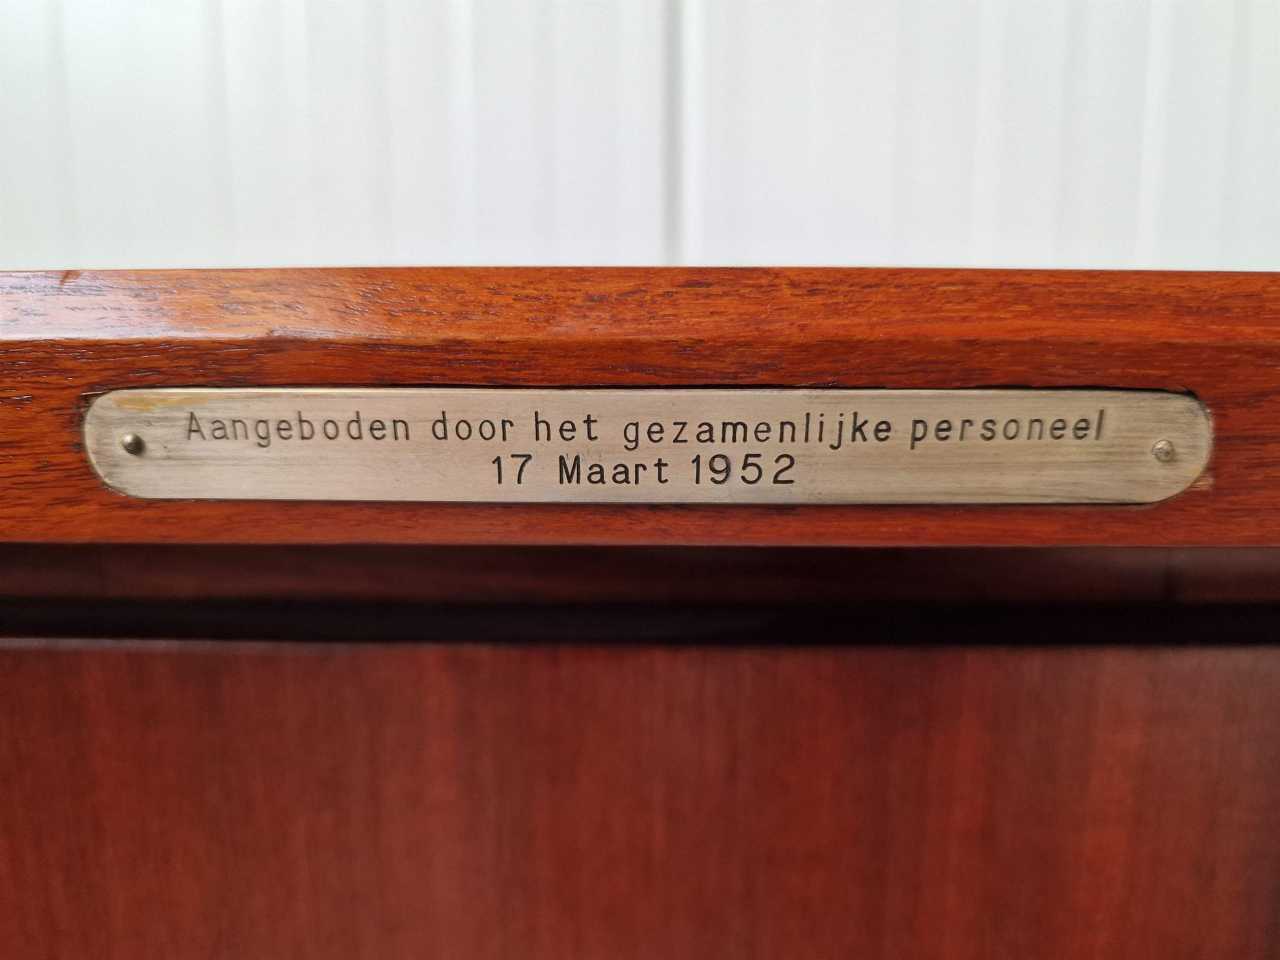 Aangeboden door het gezamenlijke personeel
17 Maart 1952